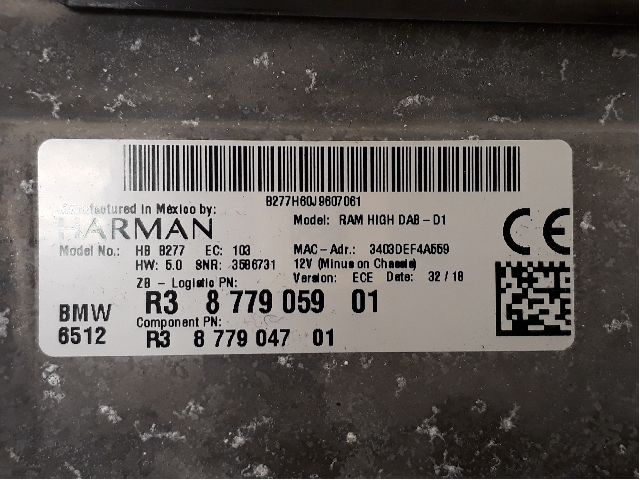 B277H60J9607061
Manufactured in México by:
HARMAN
Model: RAM HIGH DAB - D1
Model No.: HB B277 EC: 103
MAC-Adr.: 3403DEF4A559
HW: 5.0 SNR: 3586731
12V (Minus on Chassis)
Version: ECE Date: 32 / 18
ZB - Logistic PN:
BMW R3 8 779 059 01
Component PN:
6512 R3 8 779 047 01
CE